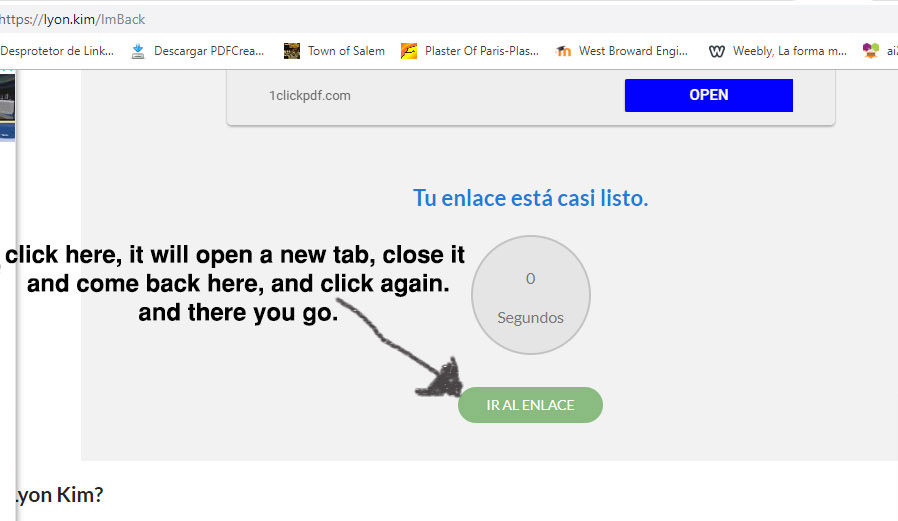 https://lyon.kim/ImBack
Desprotetor de Link... Descargar PDFCrea... Town of Salem Plaster Of Paris-Plas... West Broward Engi... Weebly, La forma m...
1clickpdf.com OPEN
Tu enlace está casi listo.
click here, it will open a new tab, close it
and come back here, and click again.
and there you go.
0
Segundos
IR AL ENLACE
Lyon Kim?